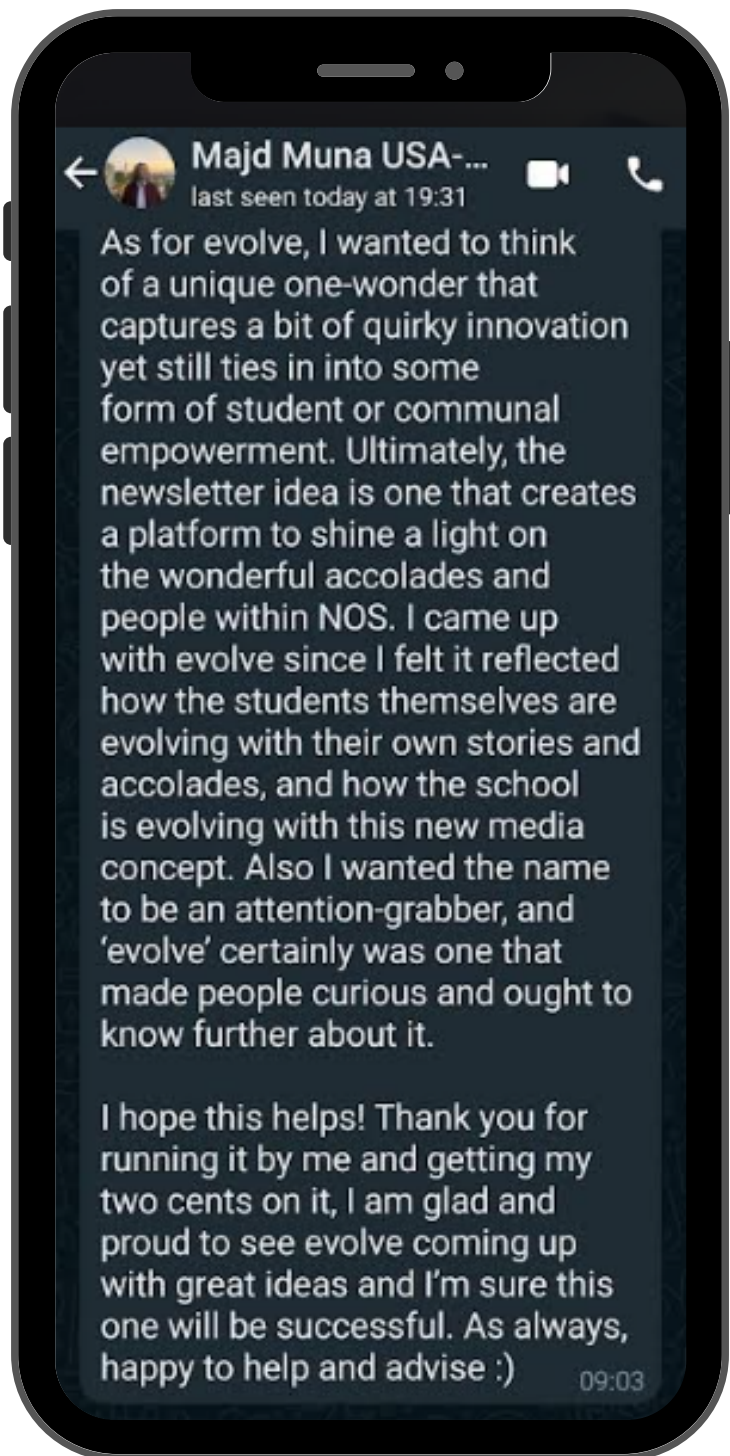 Majd Muna USA-...
last seen today at 19:31
As for evolve, I wanted to think
of a unique one-wonder that
captures a bit of quirky innovation
yet still ties in into some
form of student or communal
empowerment. Ultimately, the
newsletter idea is one that creates
a platform to shine a light on
the wonderful accolades and
people within NOS. I came up
with evolve since I felt it reflected
how the students themselves are
evolving with their own stories and
accolades, and how the school
is evolving with this new media
concept. Also I wanted the name
to be an attention-grabber, and
‘evolve’ certainly was one that
made people curious and ought to
know further about it.
I hope this helps! Thank you for
running it by me and getting my
two cents on it, I am glad and
proud to see evolve coming up
with great ideas and I’m sure this
one will be successful. As always,
happy to help and advise :)
09:03